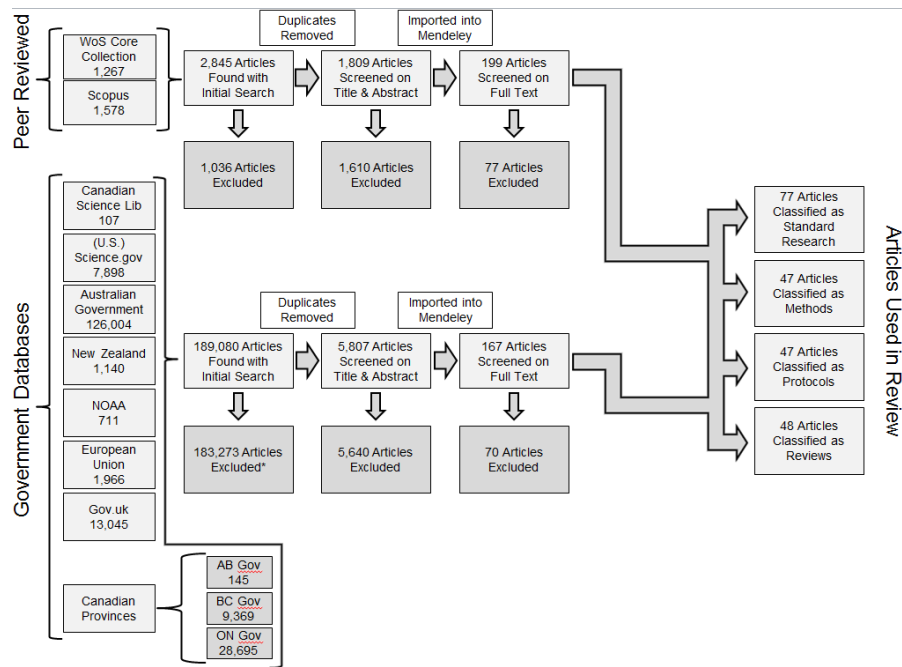 Peer Reviewed
WoS Core
Collection
1,267
Scopus
1,578
Duplicates
Removed
Imported into
Mendeley
2,845 Articles
Found with
Initial Search
1,809 Articles
Screened on
Title & Abstract
199 Articles
Screened on
Full Text
1,036 Articles
Excluded
1,610 Articles
Excluded
77 Articles
Excluded
Government Databases
Canadian
Science Lib
107
(U.S.)
Science.gov
7,898
Australian
Government
126,004
New Zealand
1,140
NOAA
711
European
Union
1,966
Gov.uk
13,045
Canadian
Provinces
AB Gov
145
BC Gov
9,369
ON Gov
28,695
Duplicates
Removed
Imported into
Mendeley
189,080 Articles
Found with
Initial Search
5,807 Articles
Screened on
Title & Abstract
167 Articles
Screened on
Full Text
183,273 Articles
Excluded*
5,640 Articles
Excluded
70 Articles
Excluded
77 Articles
Classified as
Standard
Research
47 Articles
Classified as
Methods
47 Articles
Classified as
Protocols
48 Articles
Classified as
Reviews
Articles Used in Review